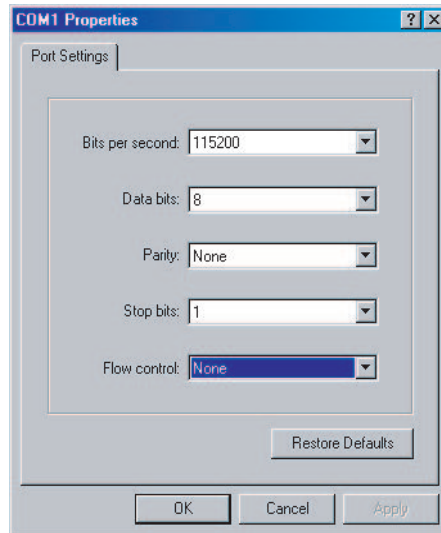 COM1 Properties
Port Settings
Bits per second: 115200
Data bits: 8
Parity: None
Stop bits: 1
Flow control: None
Restore Defaults
OK Cancel Apply